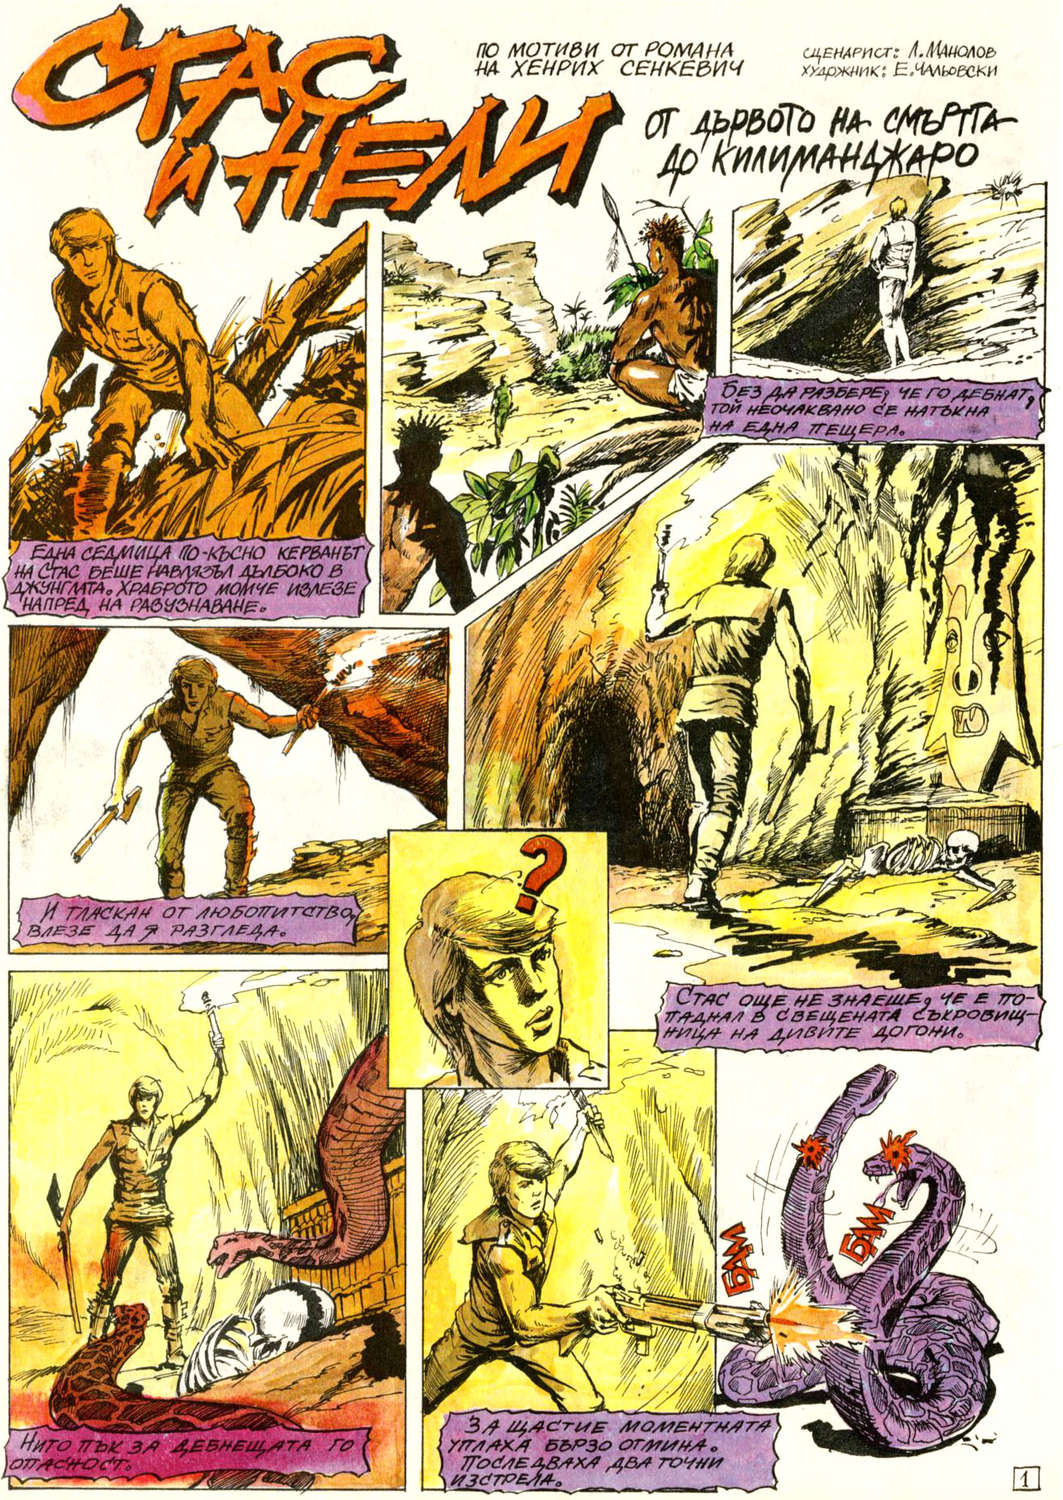 СТАС
И НЕЛИ
ПО МОТИВИ ОТ РОМАНА
НА ХЕНРИХ СЕНКЕВИЧ
СЦЕНАРИСТ: Л. МАНОЛОВ
ХУДОЖНИК: Е. ЧАЛЬОВСКИ
ОТ ДЪРВОТО НА СМЪРТТА
ДО КИЛИМАНДЖАРО
ЕДНА СЕДМИЦА ПО-КЪСНО КЕРВАНЪТ
НА СТАС БЕШЕ НАВЛЯЗЪЛ ДЪЛБОКО В
ДЖУНГЛАТА. ХРАБРОТО МОМЧЕ ИЗЛЕЗЕ
НАПРЕД НА РАЗУЗНАВАНЕ.
БЕЗ ДА РАЗБЕРЕ, ЧЕ ГО ДЕБНАТ,
ТОЙ НЕОЧАКВАНО СЕ НАТЪКНА
НА ЕДНА ПЕЩЕРА.
И ТЛАСКАН ОТ ЛЮБОПИТСТВО,
ВЛЕЗЕ ДА Я РАЗГЛЕДА.
?
СТАС ОЩЕ НЕ ЗНАЕШЕ, ЧЕ Е ПО-
ПАДНАЛ В СВЕЩЕНАТА СЪКРОВИЩ-
НИЦА НА ДИВИТЕ ДОГОНИ.
НИТО ПЪК ЗА ДЕБНЕЩАТА ГО
ОПАСНОСТ.
БАМ
БАМ
ЗА ЩАСТИЕ МОМЕНТНАТА
УПЛАХА БЪРЗО ОТМИНА.
ПОСЛЕДВАХА ДВА ТОЧНИ
ИЗСТРЕЛА.
1